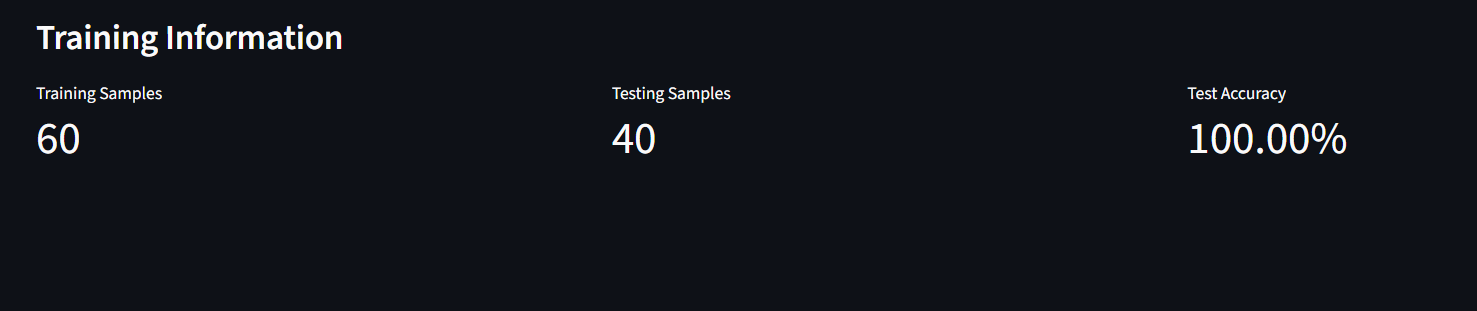 Training Information
Training Samples
60
Testing Samples
40
Test Accuracy
100.00%